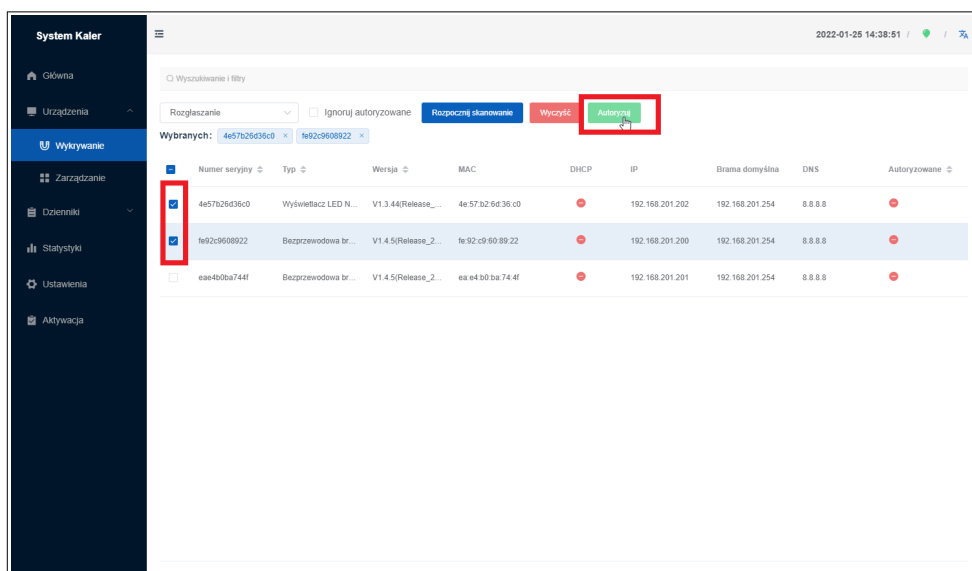 System Kaler
2022-01-25 14:38:51 / /
Główna
Urządzenia
Wykrywanie
Zarządzanie
Dzienniki
Statystyki
Ustawienia
Aktywacja
Wyszukiwanie i filtry
Rozgłaszanie Ignoruj autoryzowane Rozpocznij skanowanie Wyczyść Autoryzuj
Wybranych: 4e57b26d36c0 × fe92c9608922 ×
Numer seryjny Typ Wersja MAC DHCP IP Brama domyślna DNS Autoryzowane
4e57b26d36c0 Wyświetlacz LED N... V1.3.44(Release_... 4e:57:b2:6d:36:c0 192.168.201.202 192.168.201.254 8.8.8.8
fe92c9608922 Bezprzewodowa br... V1.4.5(Release_2... fe:92:c9:60:89:22 192.168.201.200 192.168.201.254 8.8.8.8
eae4b0ba744f Bezprzewodowa br... V1.4.5(Release_2... ea:e4:b0:ba:74:4f 192.168.201.201 192.168.201.254 8.8.8.8